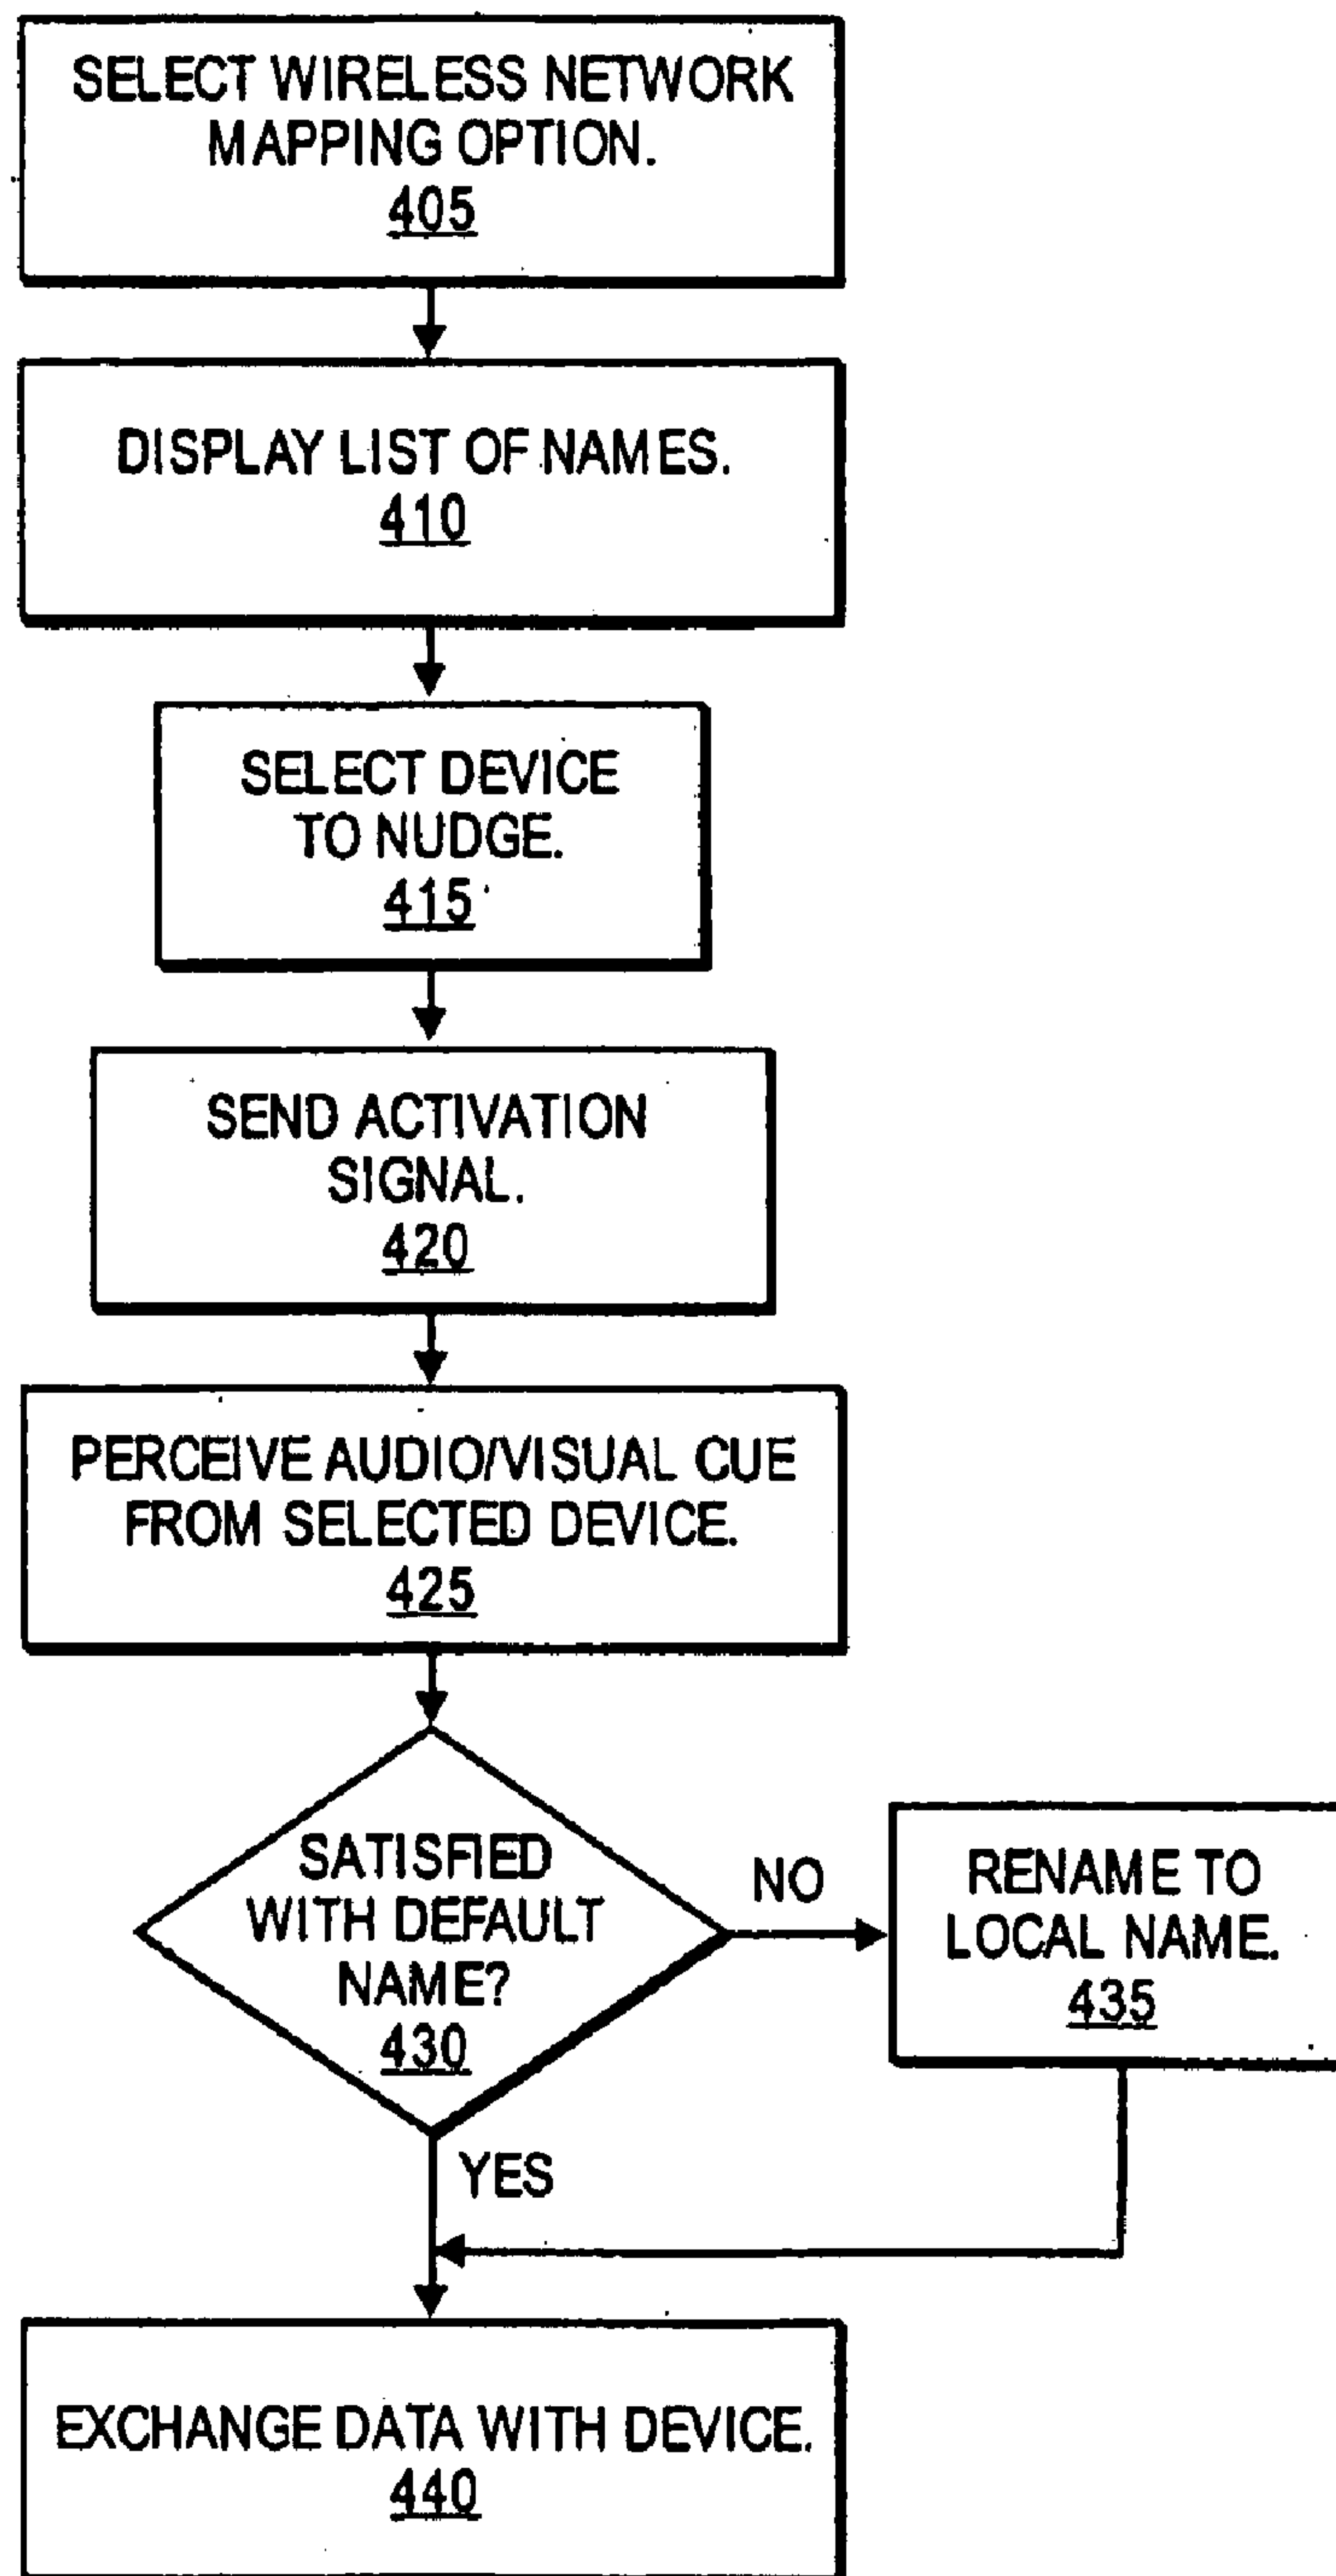 SELECT WIRELESS NETWORK
MAPPING OPTION.
405
DISPLAY LIST OF NAMES.
410
SELECT DEVICE
TO NUDGE.
415
SEND ACTIVATION
SIGNAL.
420
PERCEIVE AUDIO/VISUAL CUE
FROM SELECTED DEVICE.
425
SATISFIED
WITH DEFAULT
NAME?
430
NO
RENAME TO
LOCAL NAME.
435
YES
EXCHANGE DATA WITH DEVICE.
440